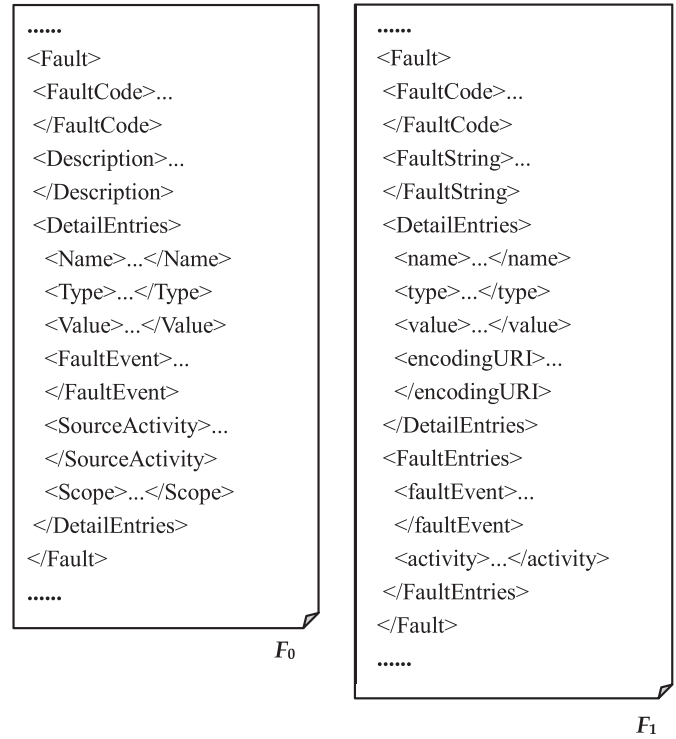 ......
<Fault>
<FaultCode>...
</FaultCode>
<Description>...
</Description>
<DetailEntries>
<Name>...</Name>
<Type>...</Type>
<Value>...</Value>
<FaultEvent>...
</FaultEvent>
<SourceActivity>...
</SourceActivity>
<Scope>...</Scope>
</DetailEntries>
</Fault>
......
F0
......
<Fault>
<FaultCode>...
</FaultCode>
<FaultString>...
</FaultString>
<DetailEntries>
<name>...</name>
<type>...</type>
<value>...</value>
<encodingURI>...
</encodingURI>
</DetailEntries>
<FaultEntries>
<faultEvent>...
</faultEvent>
<activity>...</activity>
</FaultEntries>
</Fault>
......
F1